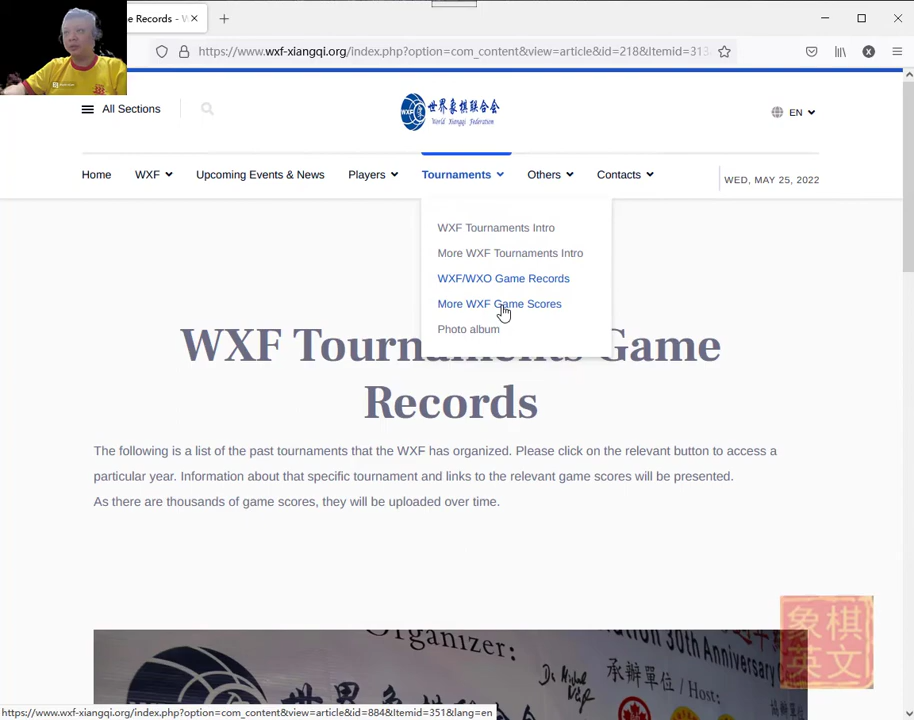 e Records - W
https://www.wxf-xiangqi.org/index.php?option=com_content&view=article&id=218&Itemid=313
All Sections
WXF
世界象棋联合会
World Xiangqi Federation
EN
Home
WXF
Upcoming Events & News
Players
Tournaments
Others
Contacts
WED, MAY 25, 2022
WXF Tournaments Intro
More WXF Tournaments Intro
WXF/WXO Game Records
More WXF Game Scores
Photo album
WXF Tournaments Game
Records
The following is a list of the past tournaments that the WXF has organized. Please click on the relevant button to access a
particular year. Information about that specific tournament and links to the relevant game scores will be presented.
As there are thousands of game scores, they will be uploaded over time.
象棋
英文
Organizer:
ation 30th Anniversary
承辦單位 / Host:
https://www.wxf-xiangqi.org/index.php?option=com_content&view=article&id=884&Itemid=351&lang=en